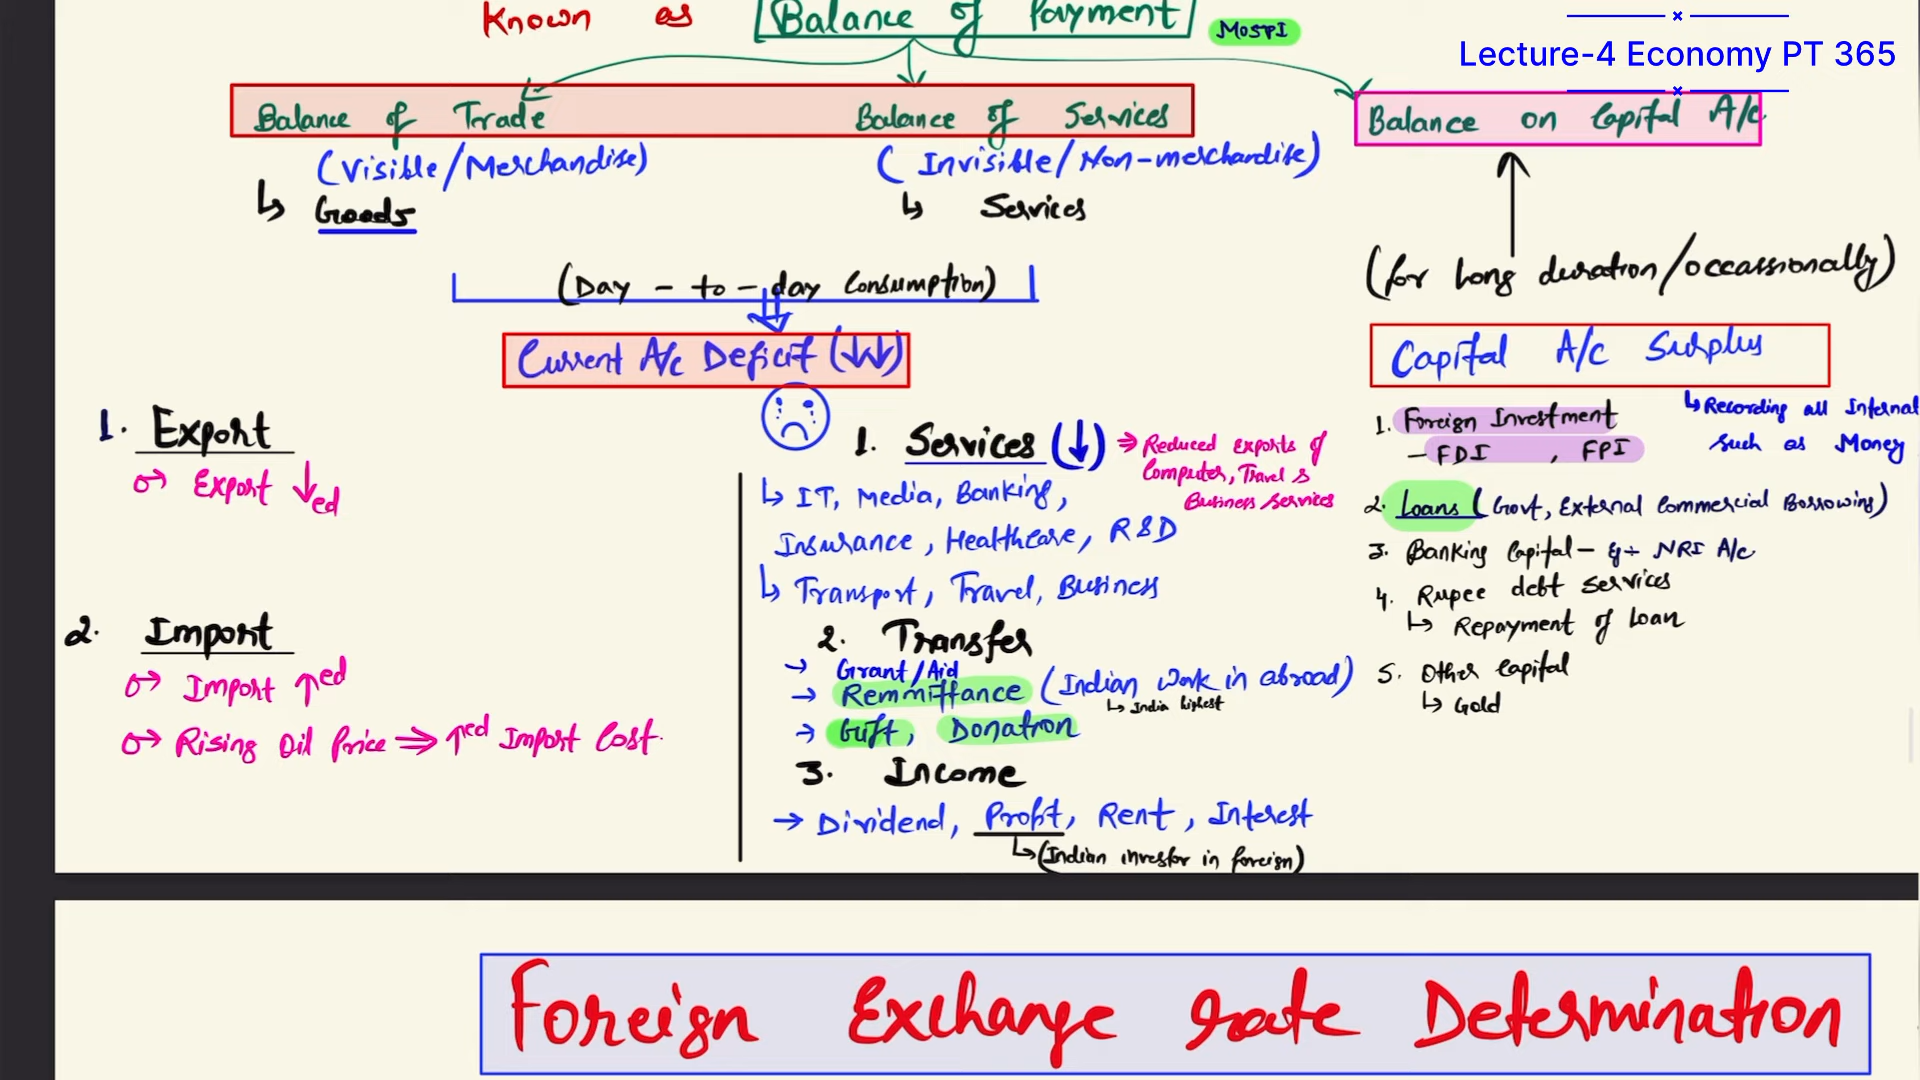 Known as Balance of Payment
MOSPI
Lecture-4 Economy PT 365
Balance of Trade
Balance of Services
Balance on Capital A/c
(Visible/Merchandise)
(Invisible/Non-merchandise)
↳ Goods
↳ Services
(for long duration/occassionally)
(Day - to - day Consumption)
Current A/c Deficit (↓↓)
Capital A/c Surplus
↳ Recording all Internal
such as Money
1. Export
Export ↓ed
2. Import
Import ↑ed
Rising Oil Price ⇒ ↑ed Import Cost.
1. Services (↓)
⇒ Reduced exports of
Computer, Travel &
Business services
↳ IT, Media, Banking,
Insurance, Healthcare, R&D
↳ Transport, Travel, Business
2. Transfer
→ Grant/Aid
→ Remmiffance (Indian work in abroad)
↳ India highest
→ Gift, Donation
3. Income
→ Dividend, Profit, Rent, Interest
↳ (Indian investor in foreign)
1. Foreign Investment
- FDI, FPI
2. Loans (Govt, External Commercial Borrowing)
3. Banking Capital - NRI A/c
4. Rupee debt services
↳ Repayment of loan
5. Other Capital
↳ Gold
Foreign Exchange rate Determination